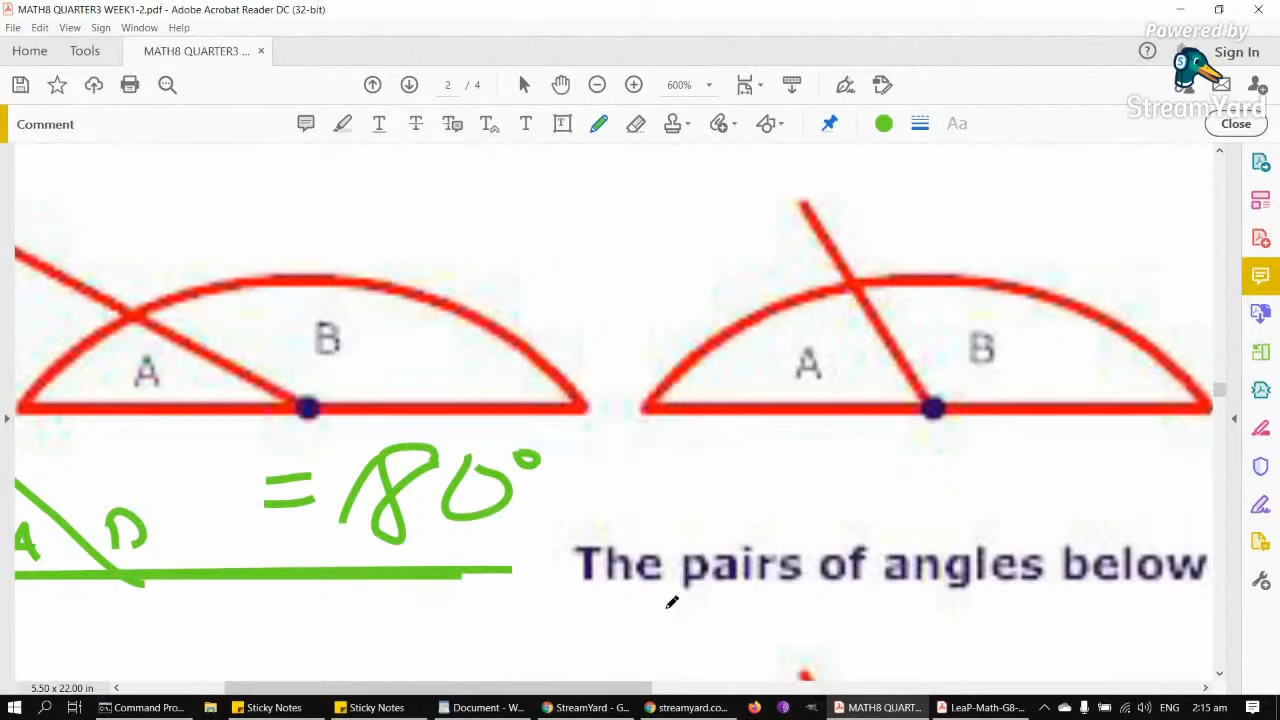 MATH8 QUARTER3 WEEK1-2.pdf - Adobe Acrobat Reader DC (32-bit)
File Edit View Sign Window Help
Powered by
Home Tools MATH8 QUARTER3 ... × Sign In
StreamYard
2 / 4 600%
Comment Aa Close
A B A B
= 180°
A D
The pairs of angles below
5.50 x 22.00 in
Command Pro... Sticky Notes Sticky Notes Document - W... StreamYard - G... streamyard.co... MATH8 QUART... LeaP-Math-G8-... 2:15 am